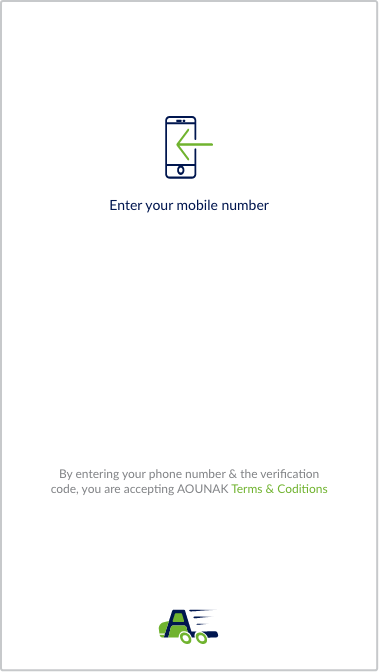 Enter your mobile number
By entering your phone number & the verification
code, you are accepting AOUNAK Terms & Coditions